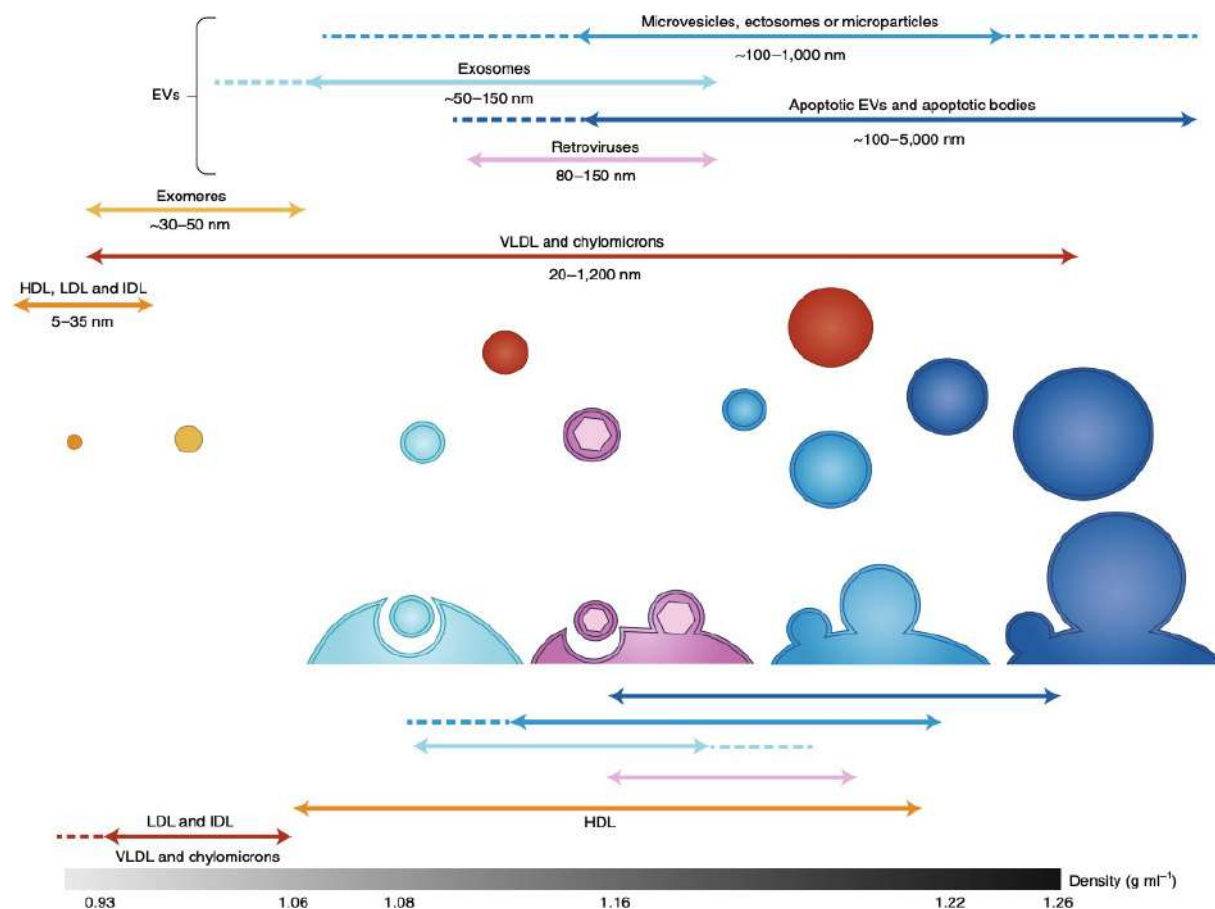 Microvesicles, ectosomes or microparticles
~100–1,000 nm
Exosomes
~50–150 nm
EVs
Apoptotic EVs and apoptotic bodies
~100–5,000 nm
Retroviruses
80–150 nm
Exomeres
~30–50 nm
VLDL and chylomicrons
20–1,200 nm
HDL, LDL and IDL
5–35 nm
LDL and IDL
HDL
VLDL and chylomicrons
Density (g ml⁻¹)
0.93 1.06 1.08 1.16 1.22 1.26